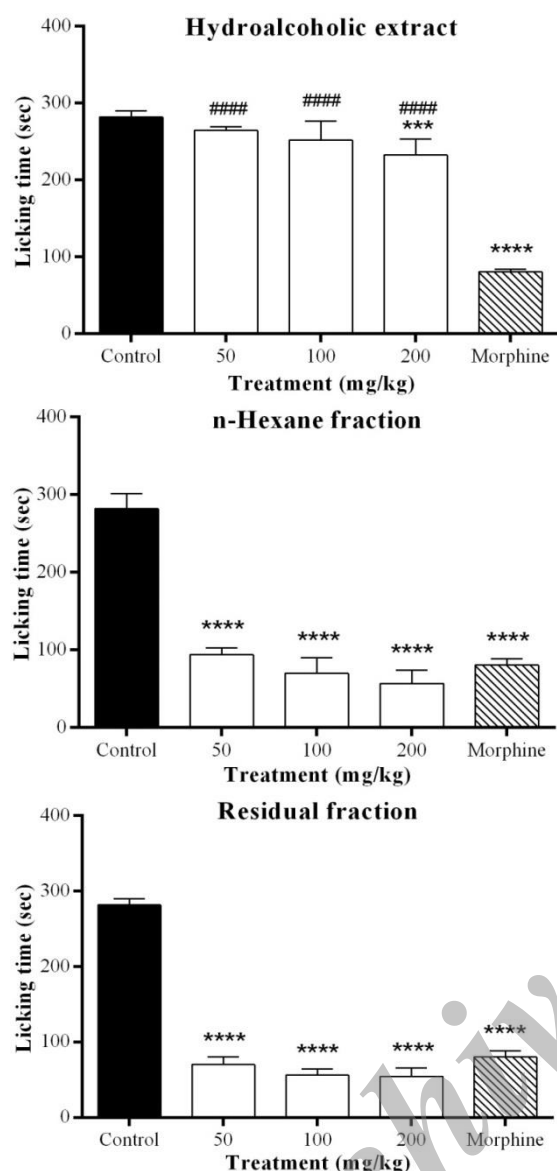 Hydroalcoholic extract
400
300
200
100
0
Licking time (sec)
####
####
####
***
****
Control 50 100 200 Morphine
Treatment (mg/kg)
n-Hexane fraction
400
300
200
100
0
Licking time (sec)
****
****
****
****
Control 50 100 200 Morphine
Treatment (mg/kg)
Residual fraction
400
300
200
100
0
Licking time (sec)
****
****
****
****
Control 50 100 200 Morphine
Treatment (mg/kg)